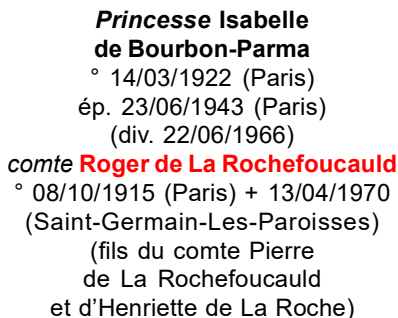 Princesse Isabelle
de Bourbon-Parma
° 14/03/1922 (Paris)
ép. 23/06/1943 (Paris)
(div. 22/06/1966)
comte Roger de La Rochefoucauld
° 08/10/1915 (Paris) + 13/04/1970
(Saint-Germain-Les-Paroisses)
(fils du comte Pierre
de La Rochefoucauld
et d'Henriette de La Roche)